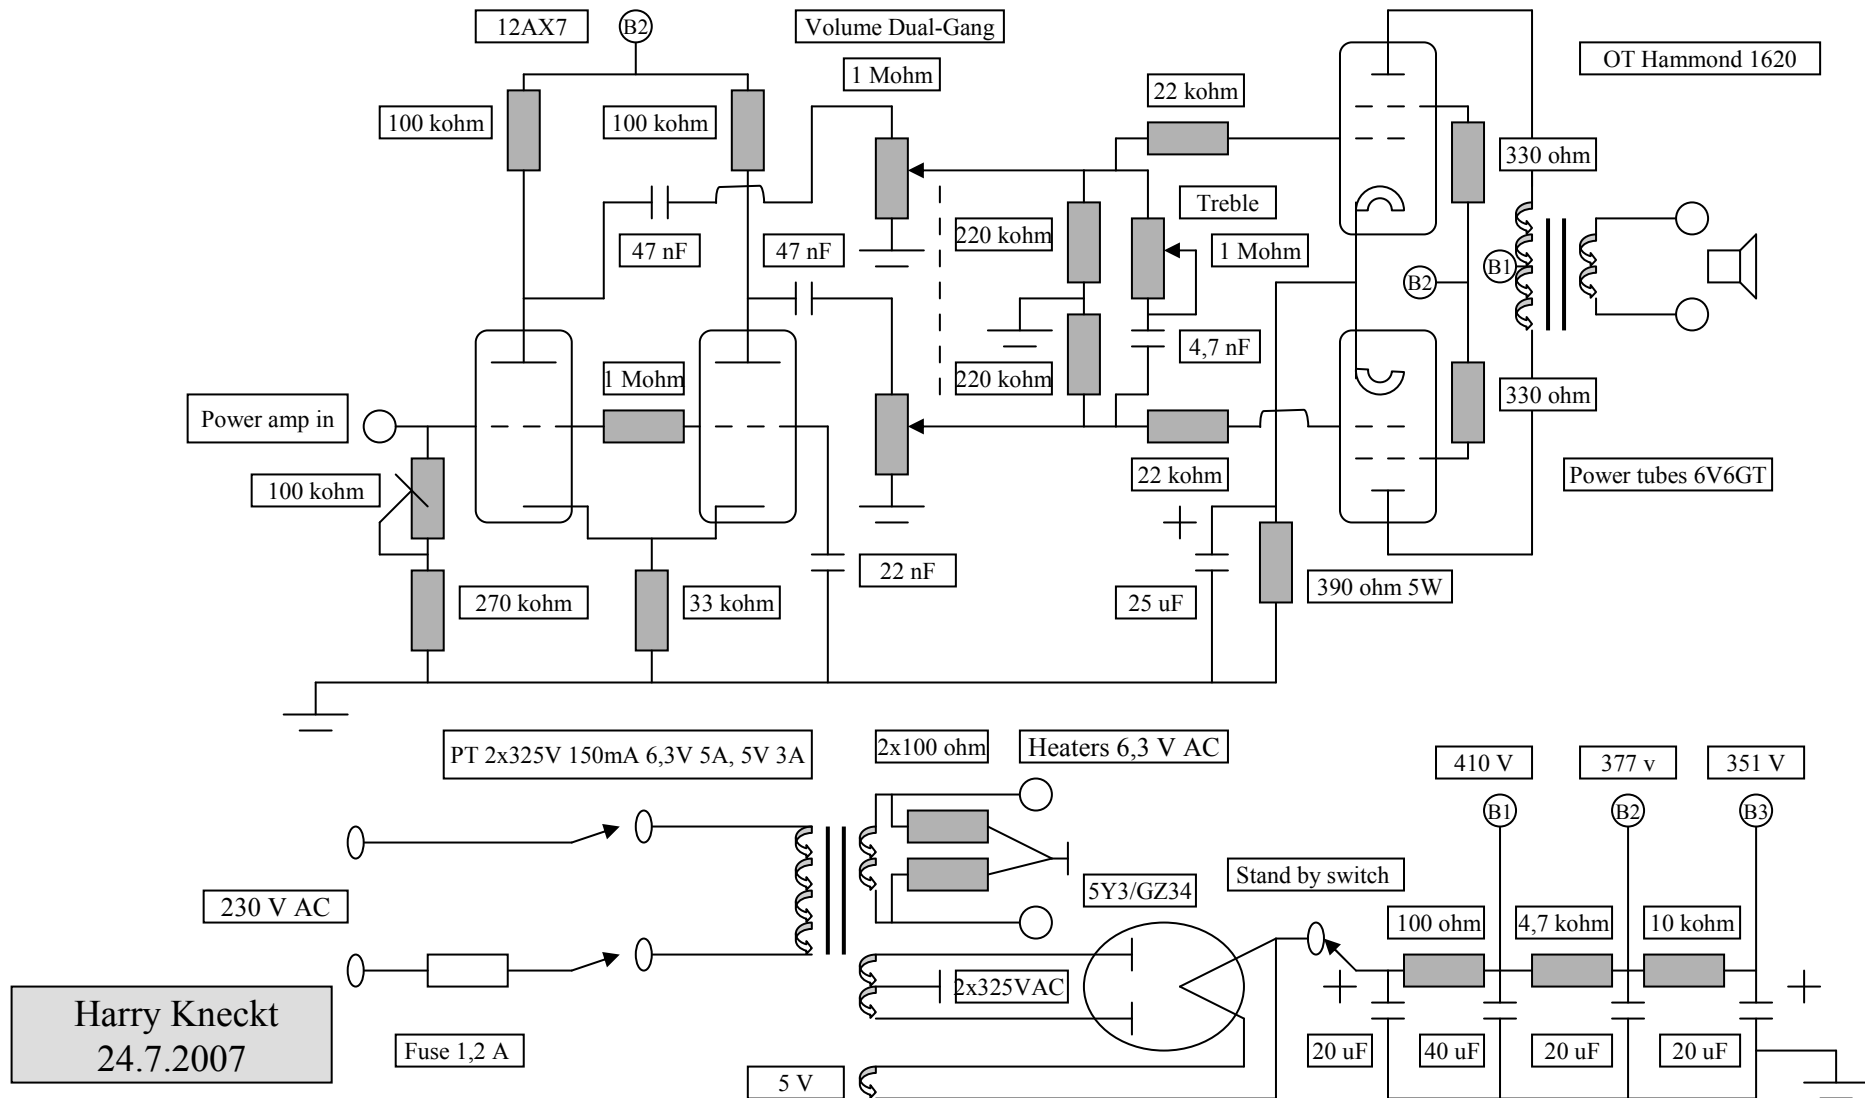 12AX7
B2
Volume Dual-Gang
1 Mohm
OT Hammond 1620
100 kohm
100 kohm
22 kohm
330 ohm
47 nF
47 nF
220 kohm
Treble
1 Mohm
B2
B1
1 Mohm
220 kohm
4,7 nF
330 ohm
Power amp in
22 kohm
Power tubes 6V6GT
100 kohm
22 nF
270 kohm
33 kohm
25 uF
390 ohm 5W
PT 2x325V 150mA 6,3V 5A, 5V 3A
2x100 ohm
Heaters 6,3 V AC
410 V
377 v
351 V
B1
B2
B3
230 V AC
5Y3/GZ34
Stand by switch
100 ohm
4,7 kohm
10 kohm
2x325VAC
Harry Kneckt
24.7.2007
Fuse 1,2 A
5 V
20 uF
40 uF
20 uF
20 uF